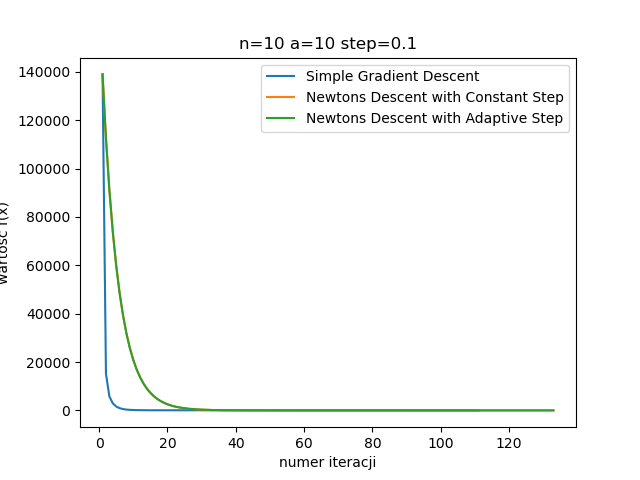 n=10 a=10 step=0.1
Simple Gradient Descent
Newtons Descent with Constant Step
Newtons Descent with Adaptive Step
140000
120000
100000
80000
60000
40000
20000
0
f(x)
0 20 40 60 80 100 120
numer iteracji